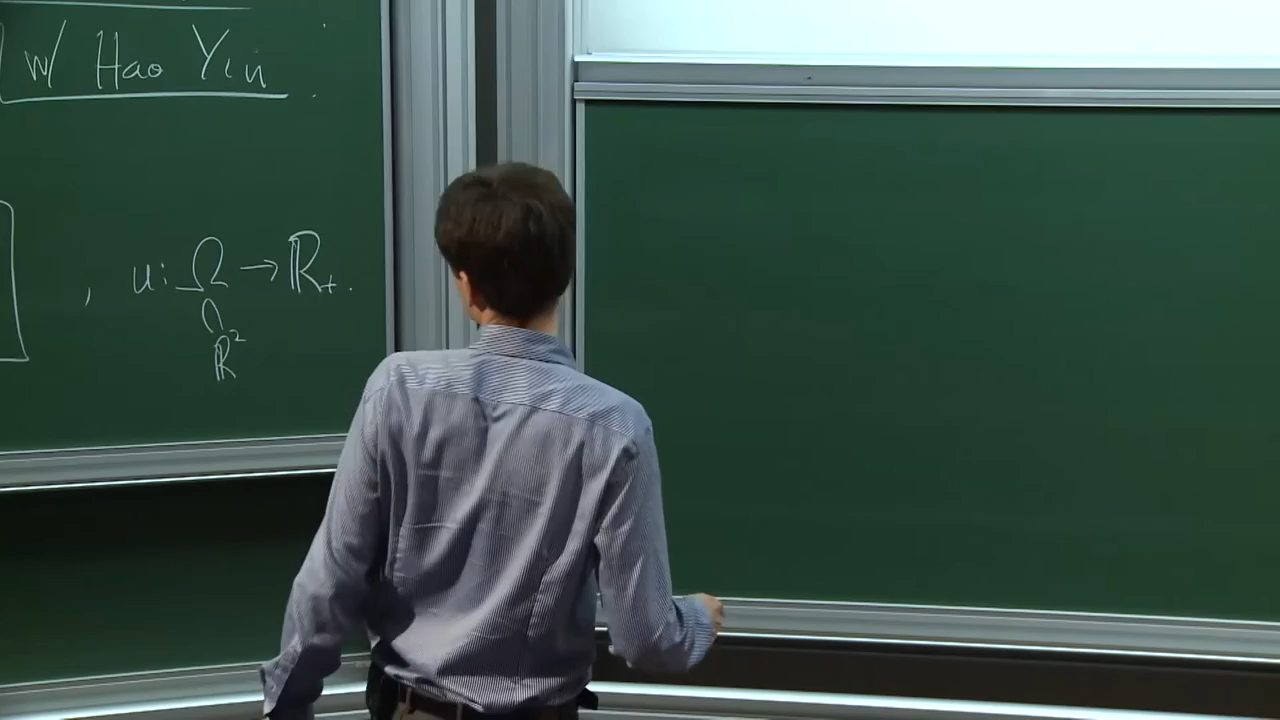 w/ Hao Yin
, u: Ω → ℝ₊.
∩
ℝ²